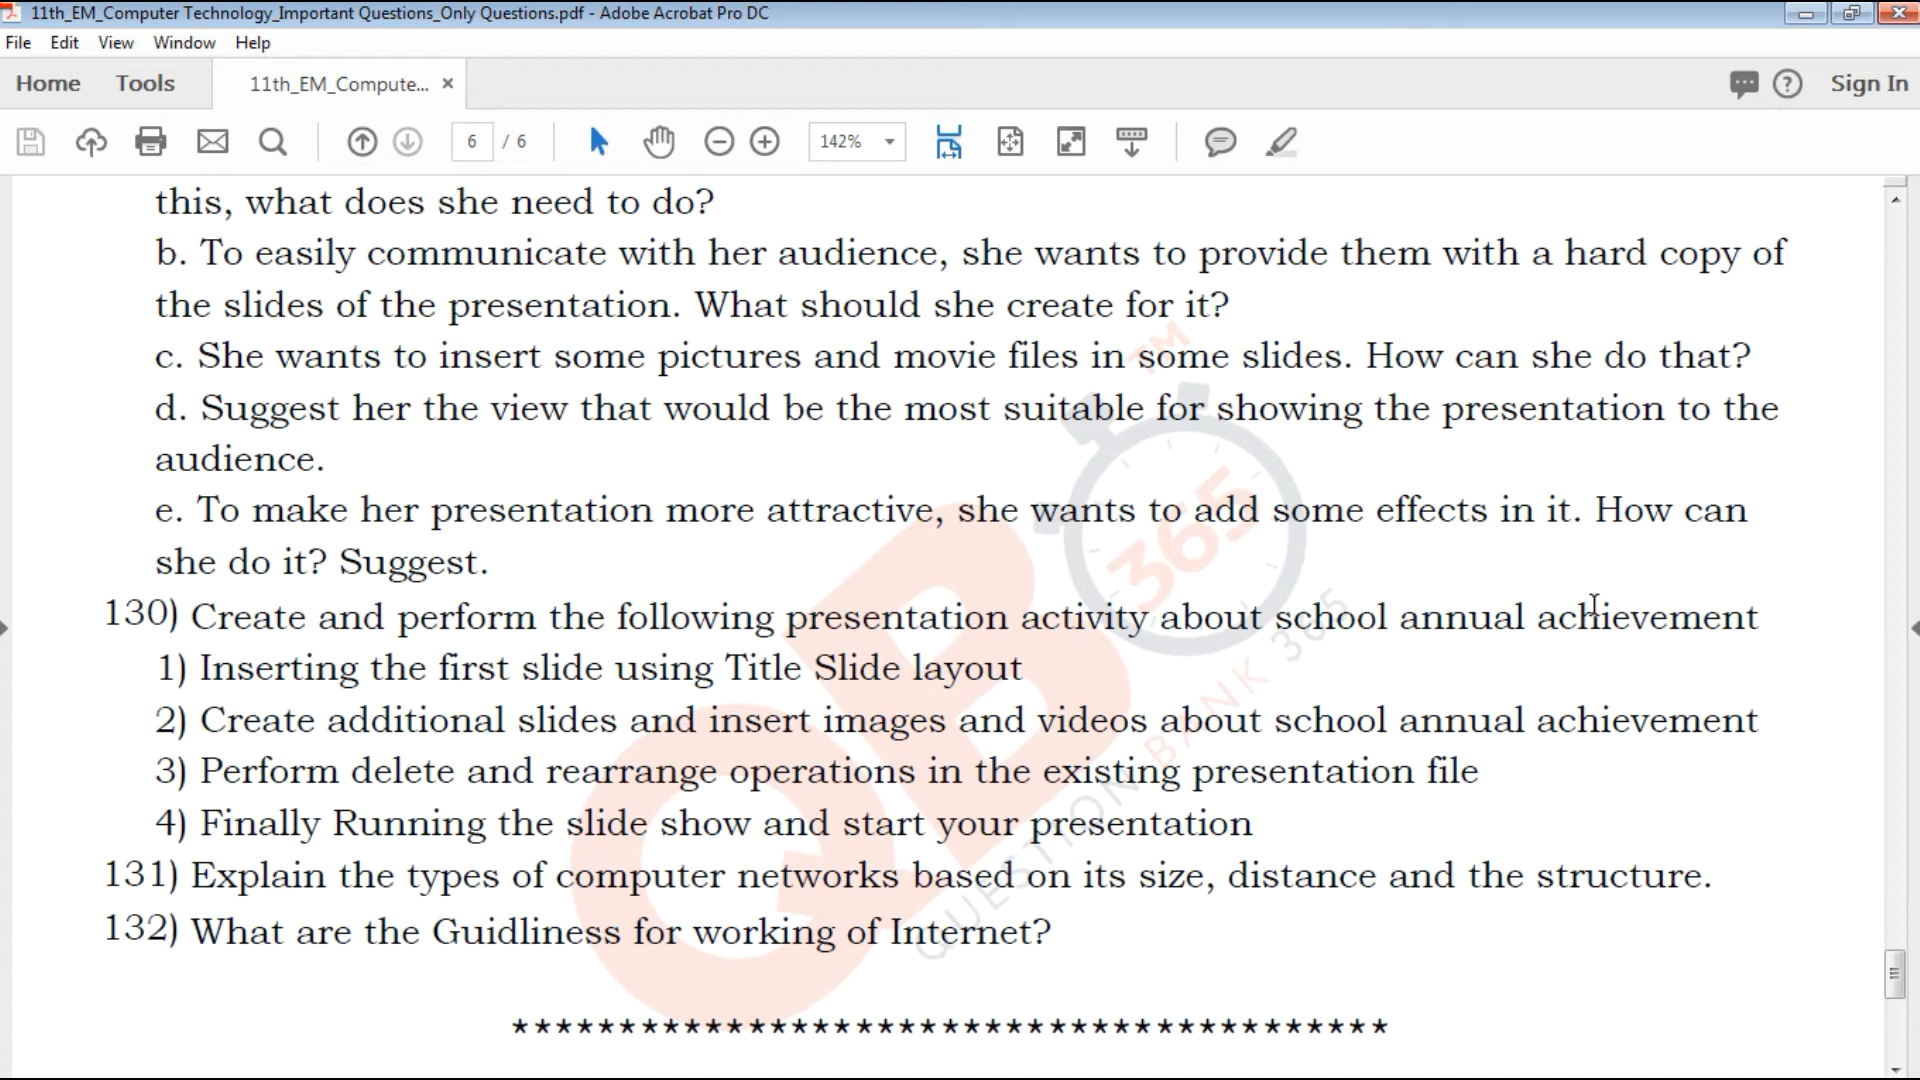 11th_EM_Computer Technology_Important Questions_Only Questions.pdf - Adobe Acrobat Pro DC
File Edit View Window Help
Home Tools 11th_EM_Compute... × Sign In
6 / 6 142%
this, what does she need to do?
b. To easily communicate with her audience, she wants to provide them with a hard copy of
the slides of the presentation. What should she create for it?
c. She wants to insert some pictures and movie files in some slides. How can she do that?
d. Suggest her the view that would be the most suitable for showing the presentation to the
audience.
e. To make her presentation more attractive, she wants to add some effects in it. How can
she do it? Suggest.
130) Create and perform the following presentation activity about school annual achievement
1) Inserting the first slide using Title Slide layout
2) Create additional slides and insert images and videos about school annual achievement
3) Perform delete and rearrange operations in the existing presentation file
4) Finally Running the slide show and start your presentation
131) Explain the types of computer networks based on its size, distance and the structure.
132) What are the Guidliness for working of Internet?
*****************************************
TM
365
QB
QUESTION BANK 365